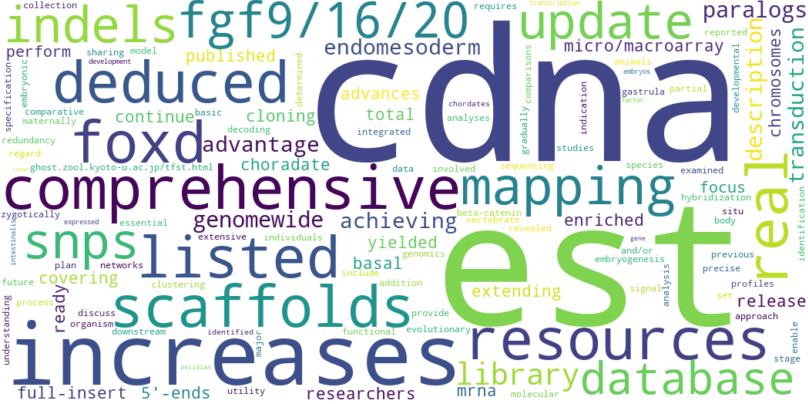 collection
indels
fgf9/16/20
update
requires
transcription
paralogs
perform
sharing
model
endomesoderm
micro/macroarray
reported
specification
embryonic
development
published
determined
cdna
comparisons
animals
embryos
description
chromosomes
developmental
transduction
deduced
advances
chordates
gastrula
partial
comparative
continue
cloning
total
gradually
analyses
indication
factor
maternally
basic
integrated
redundancy
foxd
advantage
decoding
studies
regard
ghost.zool.kyoto-u.ac.jp/tfst.html
choradate
data
involved
sequencing
species
examined
some
comprehensive
mapping
focus
real
hybridization
zygotically
expressed
essential
genomewide
achieving
beta-catenin
vertebrate
enriched
situ
intestinalis
extensive
individuals
yielded
genomics
revealed
gene
body
identification
snps
listed
plan
networks
basal
est
and/or
embryogenesis
previous
precise
future
covering
clustering
include
extending
signal
analysis
profiles
process
ready
scaffolds
addition
set
release
discuss
provide
approach
understanding
organism
downstream
identified
major
functional
evolutionary
resources
increases
ascidian
library
database
stage
enable
full-insert
5'-ends
utility
researchers
mrna
molecular